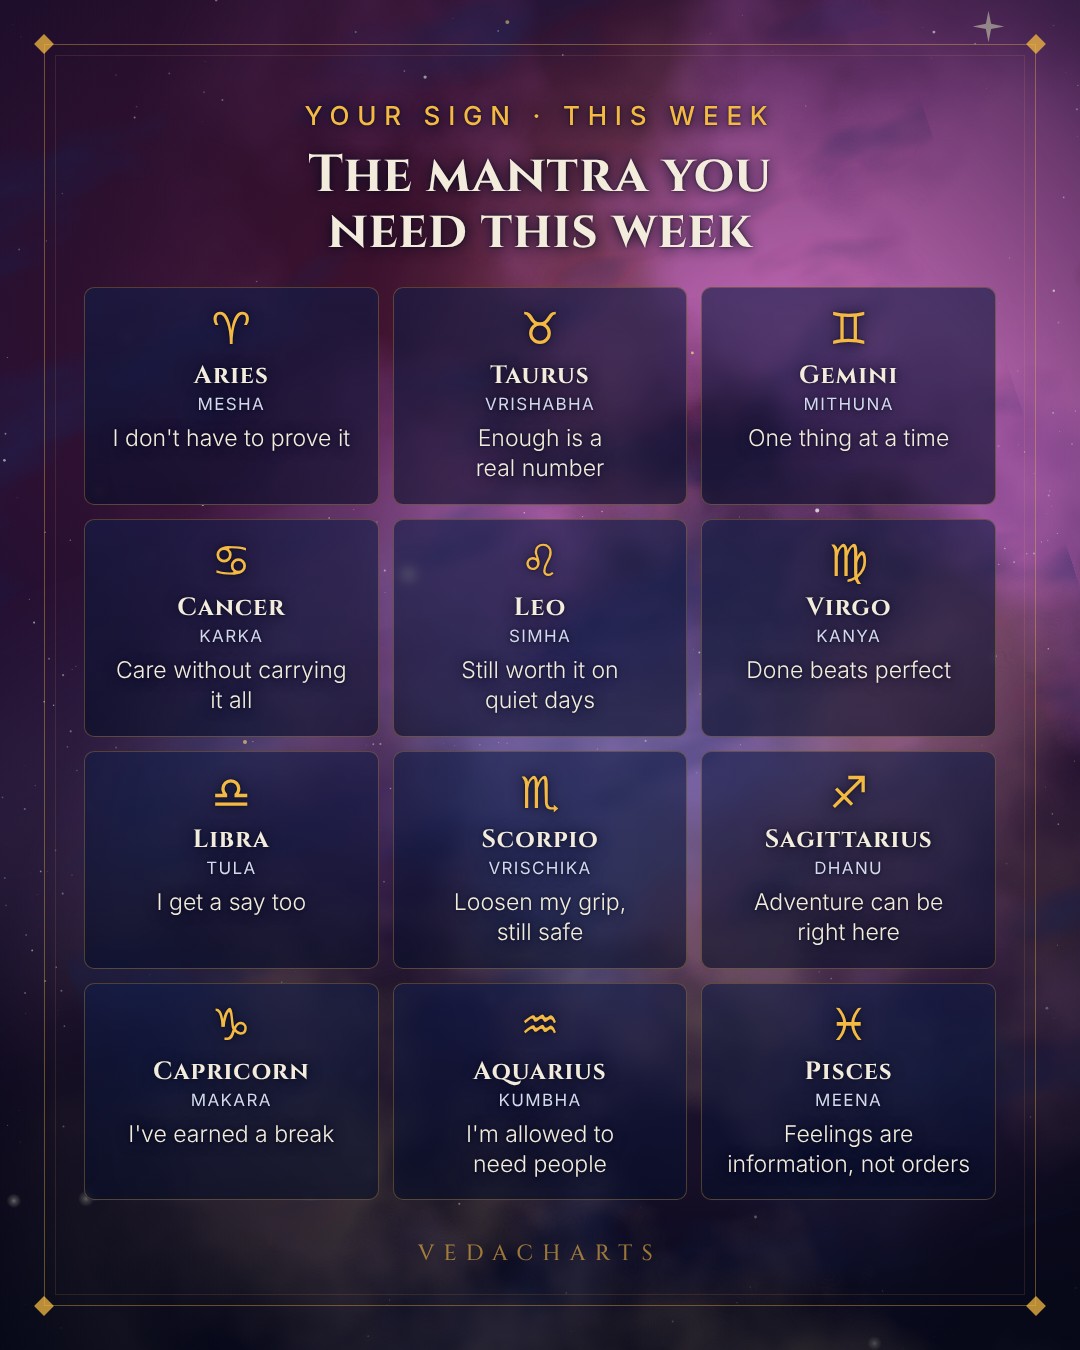 YOUR SIGN · THIS WEEK
The mantra you
need this week
♈
Aries
MESHA
I don't have to prove it
♉
Taurus
VRISHABHA
Enough is a
real number
♊
Gemini
MITHUNA
One thing at a time
♋
Cancer
KARKA
Care without carrying
it all
♌
Leo
SIMHA
Still worth it on
quiet days
♍
Virgo
KANYA
Done beats perfect
♎
Libra
TULA
I get a say too
♏
Scorpio
VRISCHIKA
Loosen my grip,
still safe
♐
Sagittarius
DHANU
Adventure can be
right here
♑
Capricorn
MAKARA
I've earned a break
♒
Aquarius
KUMBHA
I'm allowed to
need people
♓
Pisces
MEENA
Feelings are
information, not orders
VEDACHARTS